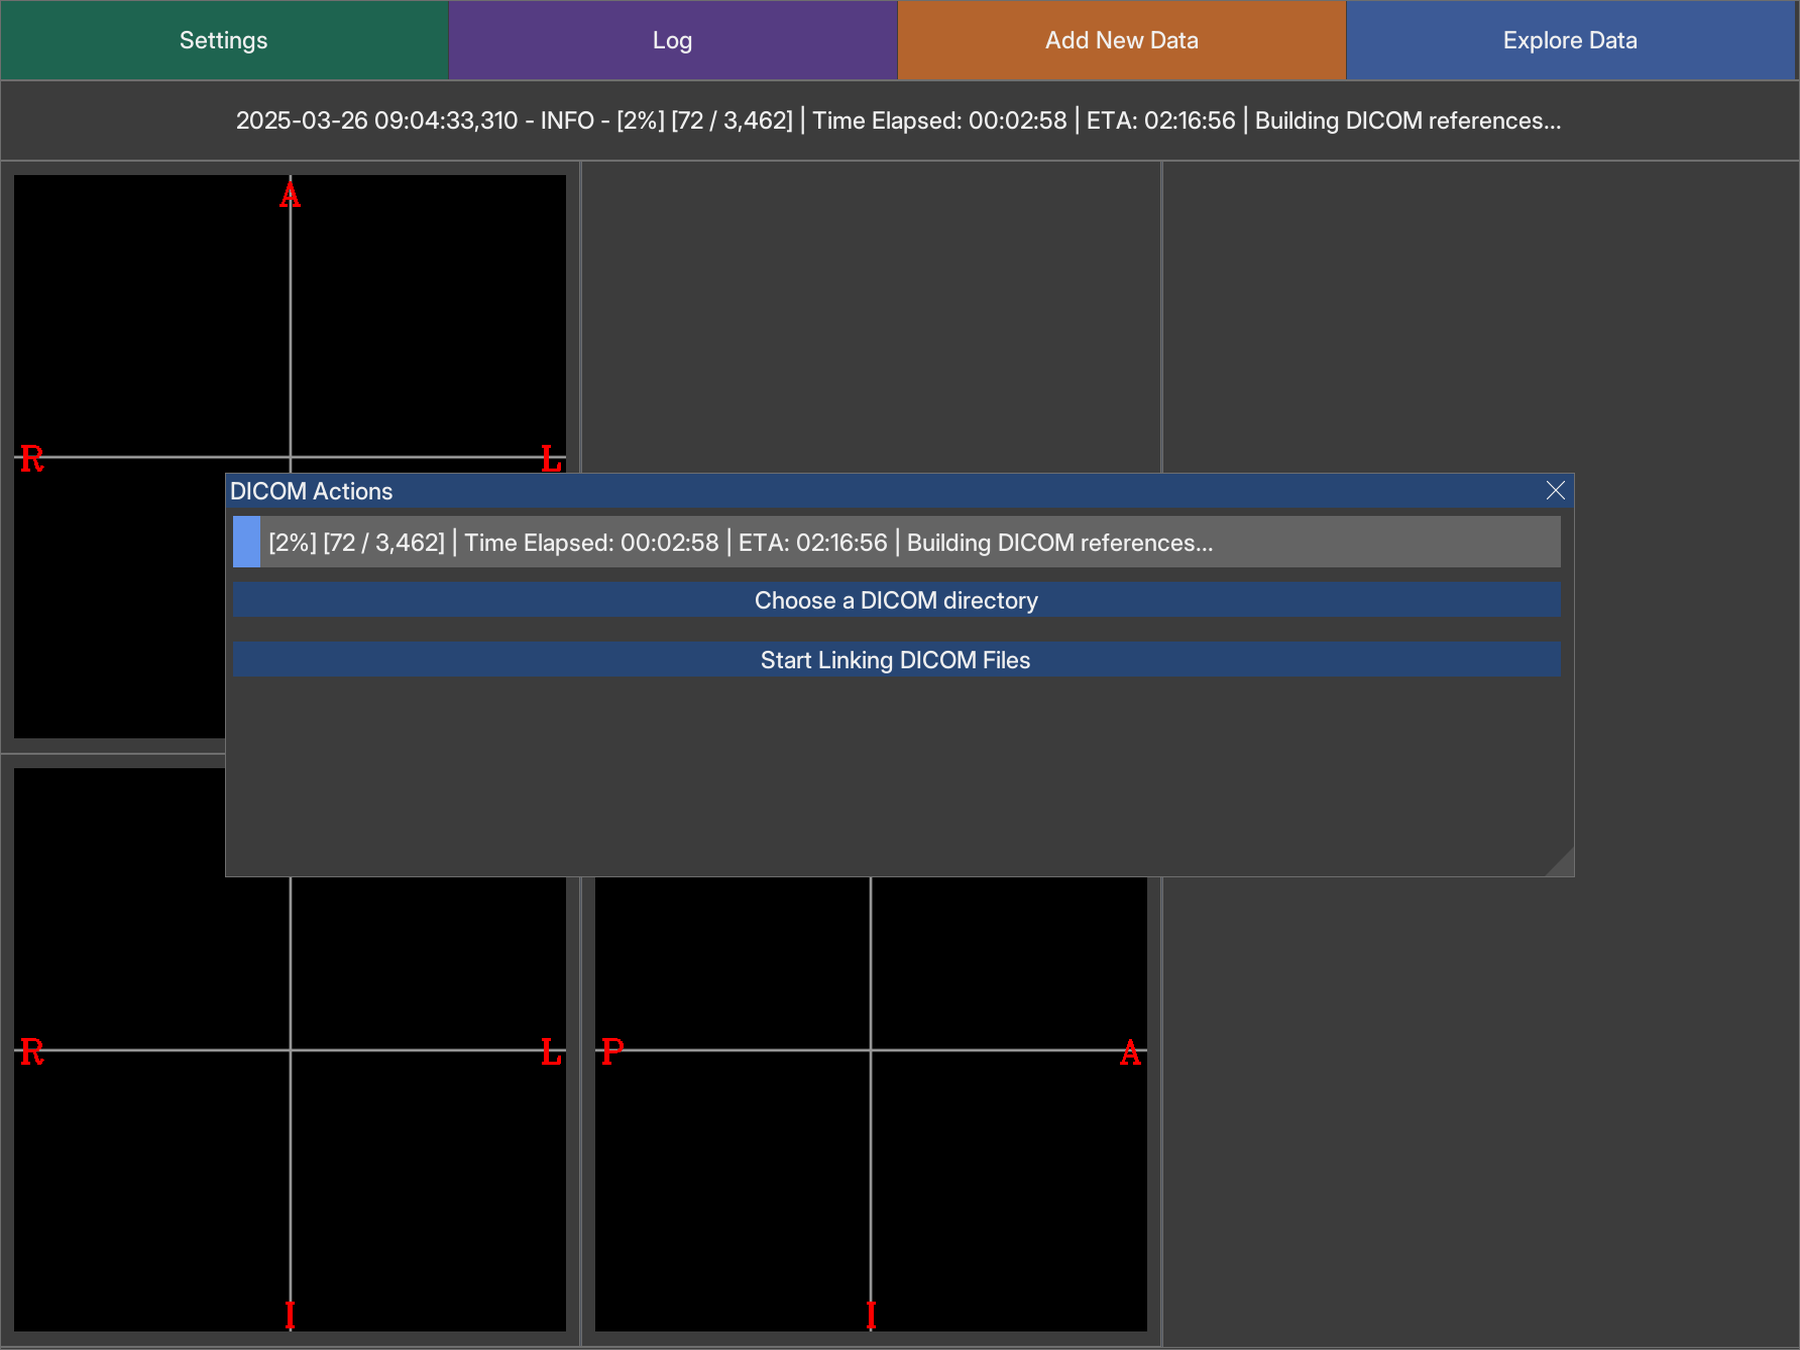 Settings
Log
Add New Data
Explore Data
2025-03-26 09:04:33,310 - INFO - [2%] [72 / 3,462] | Time Elapsed: 00:02:58 | ETA: 02:16:56 | Building DICOM references...
A
R
L
DICOM Actions
[2%] [72 / 3,462] | Time Elapsed: 00:02:58 | ETA: 02:16:56 | Building DICOM references...
Choose a DICOM directory
Start Linking DICOM Files
R
L
P
A
I
I